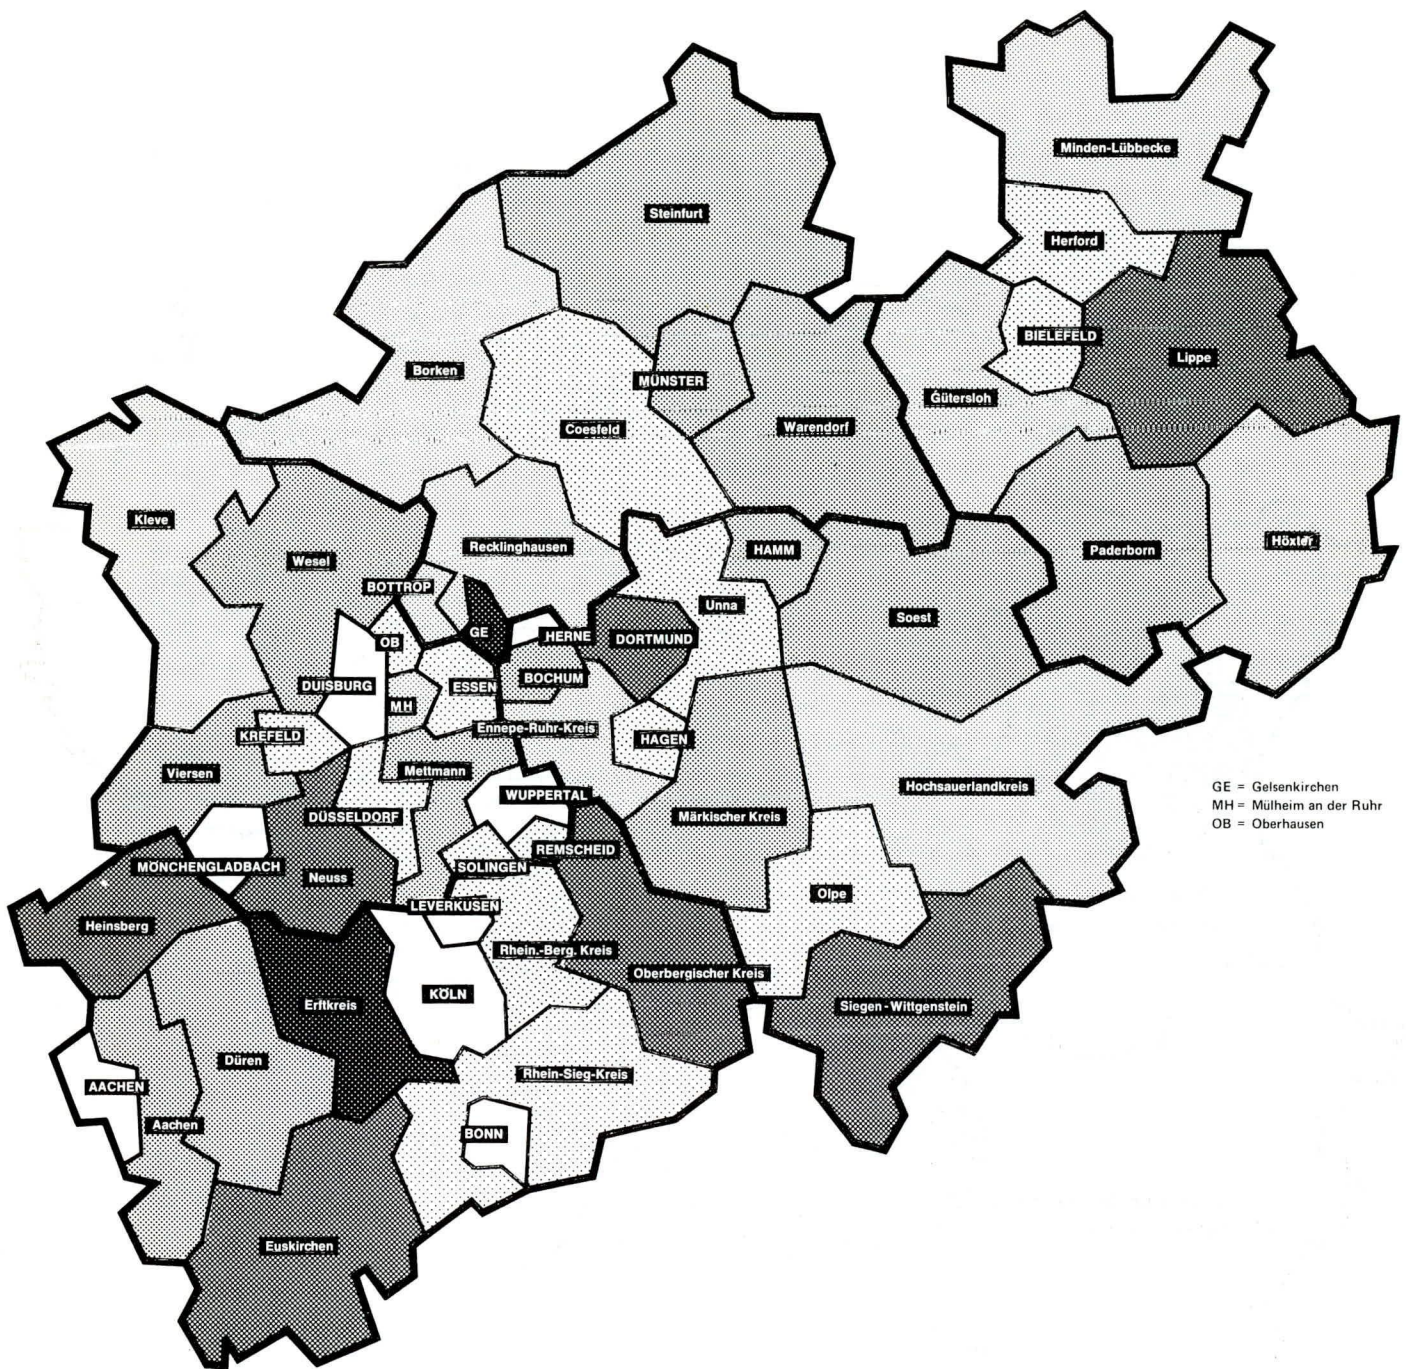 Minden-Lübbecke
Steinfurt
Herford
BIELEFELD
Lippe
Borken
MÜNSTER
Gütersloh
Coesfeld
Warendorf
Kleve
Recklinghausen
HAMM
Paderborn
Höxter
Wesel
BOTTROP
Unna
Soest
GE
HERNE
DORTMUND
OB
BOCHUM
DUISBURG
ESSEN
MH
Ennepe-Ruhr-Kreis
KREFELD
HAGEN
Viersen
Mettmann
Hochsauerlandkreis
WUPPERTAL
DÜSSELDORF
Märkischer Kreis
REMSCHEID
MÖNCHENGLADBACH
SOLINGEN
Neuss
Olpe
LEVERKUSEN
Heinsberg
Rhein.-Berg. Kreis
Oberbergischer Kreis
KÖLN
Erftkreis
Siegen-Wittgenstein
Düren
Rhein-Sieg-Kreis
AACHEN
Aachen
BONN
Euskirchen
GE = Gelsenkirchen
MH = Mülheim an der Ruhr
OB = Oberhausen